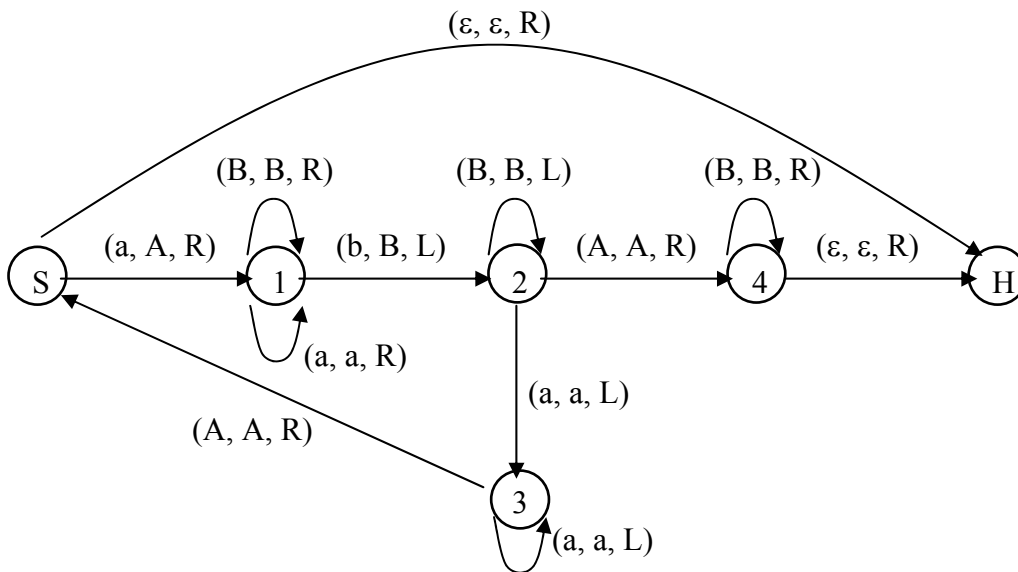 (ε, ε, R)
(B, B, R)
(B, B, L)
(B, B, R)
(a, A, R)
(b, B, L)
(A, A, R)
(ε, ε, R)
S
1
2
4
H
(a, a, R)
(a, a, L)
(A, A, R)
3
(a, a, L)